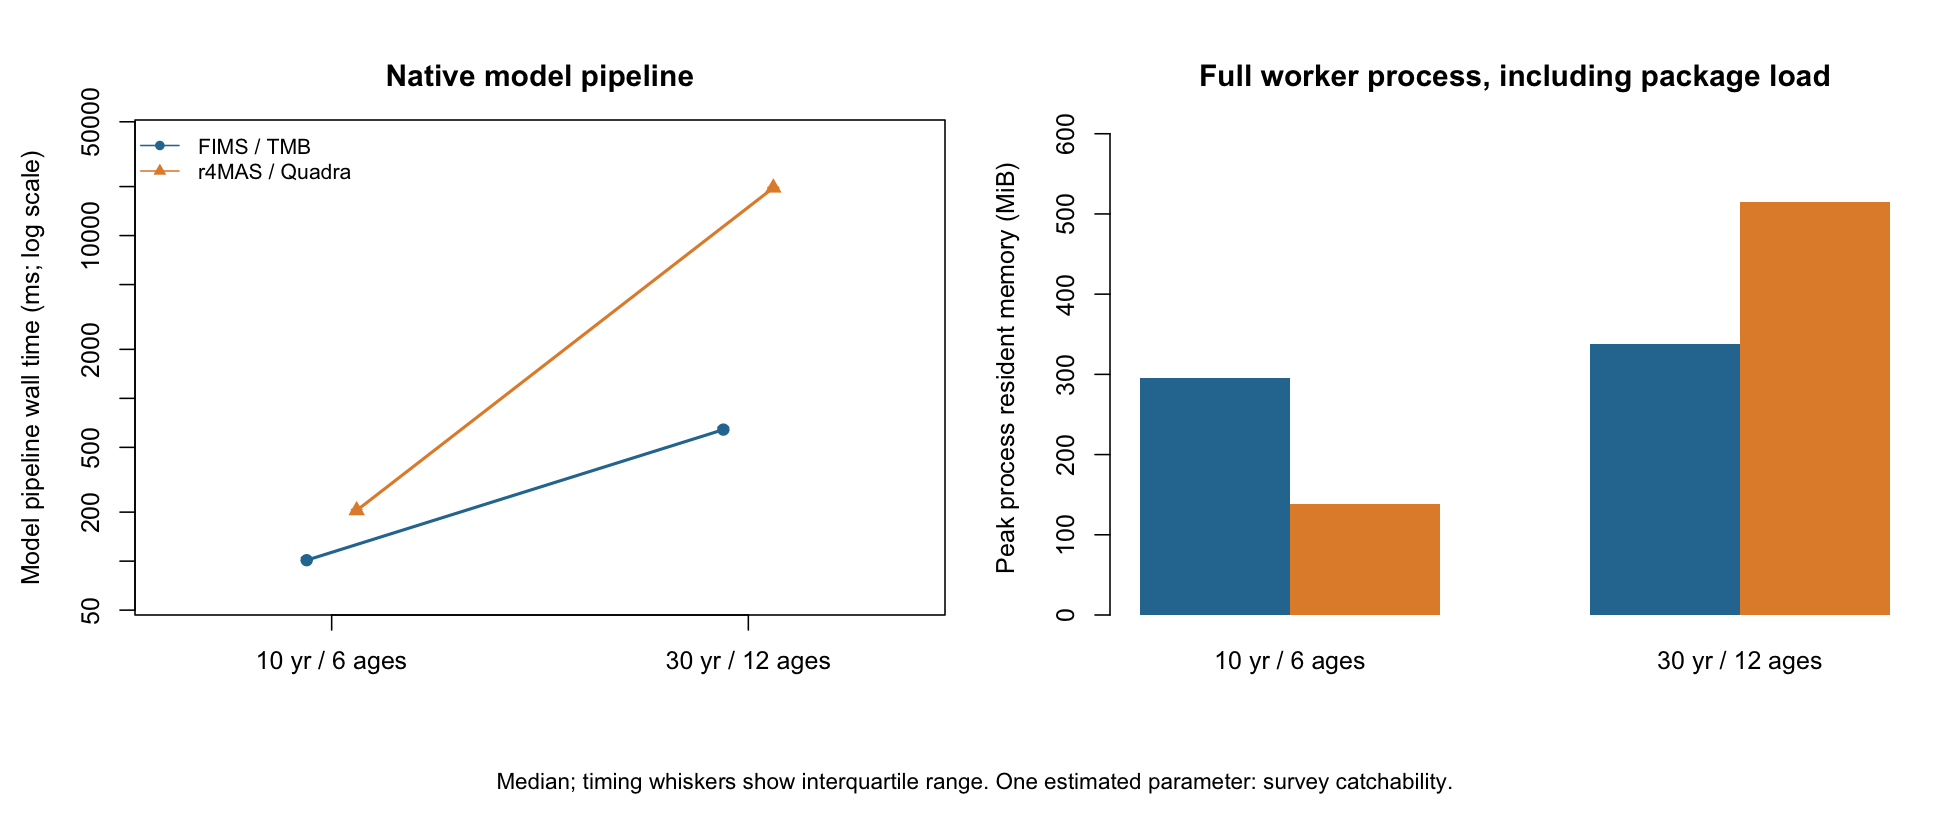 Native model pipeline
Model pipeline wall time (ms; log scale)
50000
10000
2000
500
200
50
FIMS / TMB
r4MAS / Quadra
10 yr / 6 ages
30 yr / 12 ages
Full worker process, including package load
Peak process resident memory (MiB)
600
500
400
300
200
100
0
10 yr / 6 ages
30 yr / 12 ages
Median; timing whiskers show interquartile range. One estimated parameter: survey catchability.